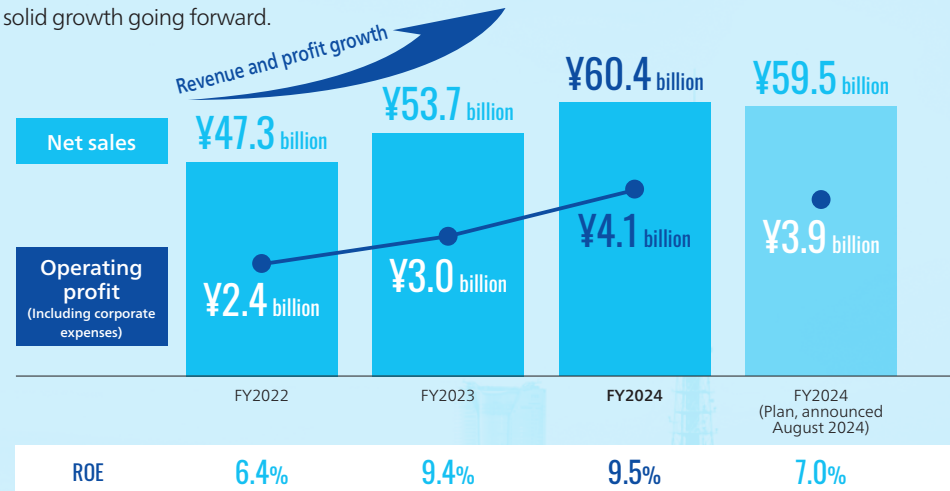 solid growth going forward.
Revenue and profit growth
Net sales
¥47.3 billion
¥53.7 billion
¥60.4 billion
¥59.5 billion
Operating
profit
(Including corporate
expenses)
¥2.4 billion
¥3.0 billion
¥4.1 billion
¥3.9 billion
FY2022
FY2023
FY2024
FY2024
(Plan, announced
August 2024)
ROE 6.4% 9.4% 9.5% 7.0%